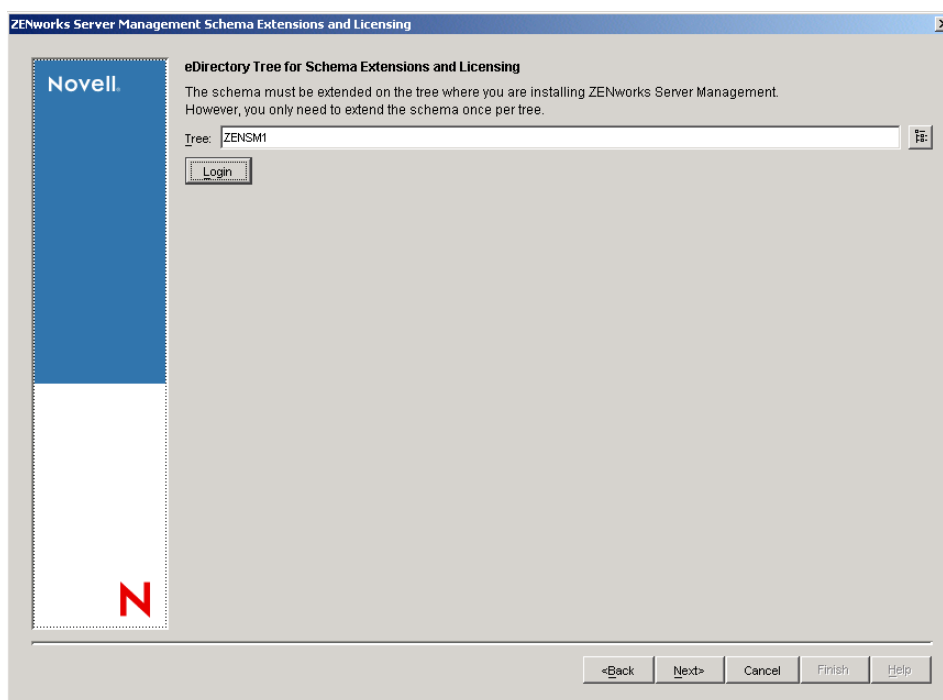 ZENworks Server Management Schema Extensions and Licensing
Novell.
eDirectory Tree for Schema Extensions and Licensing
The schema must be extended on the tree where you are installing ZENworks Server Management.
However, you only need to extend the schema once per tree.
Tree: ZENSM1
Login
N
<Back Next> Cancel Finish Help